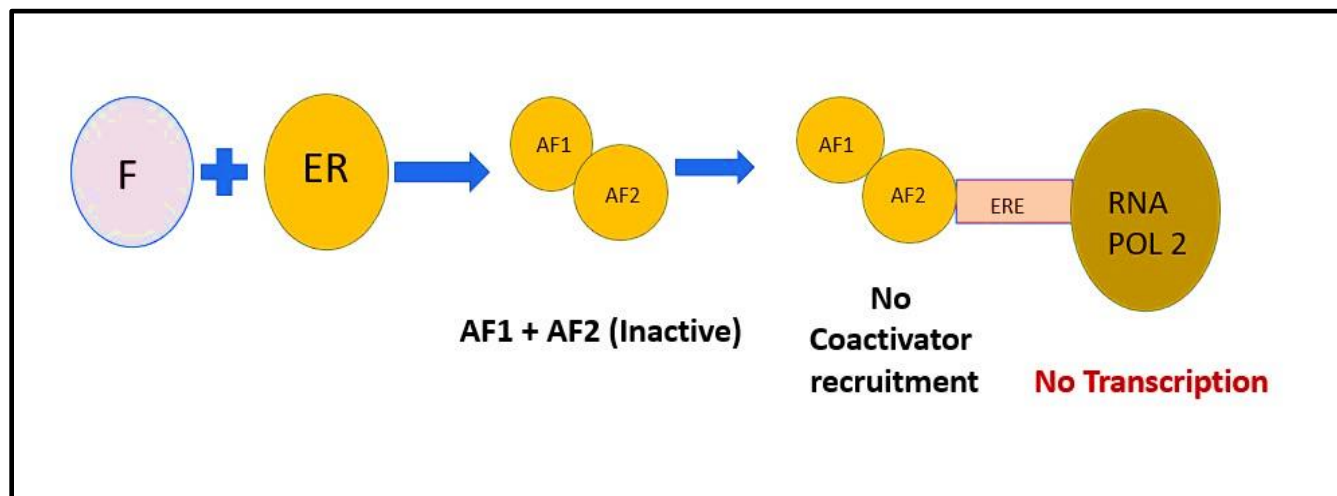 F
ER
AF1
AF2
AF1
AF2
ERE
RNA
POL 2
AF1 + AF2 (Inactive)
No
Coactivator
recruitment
No Transcription